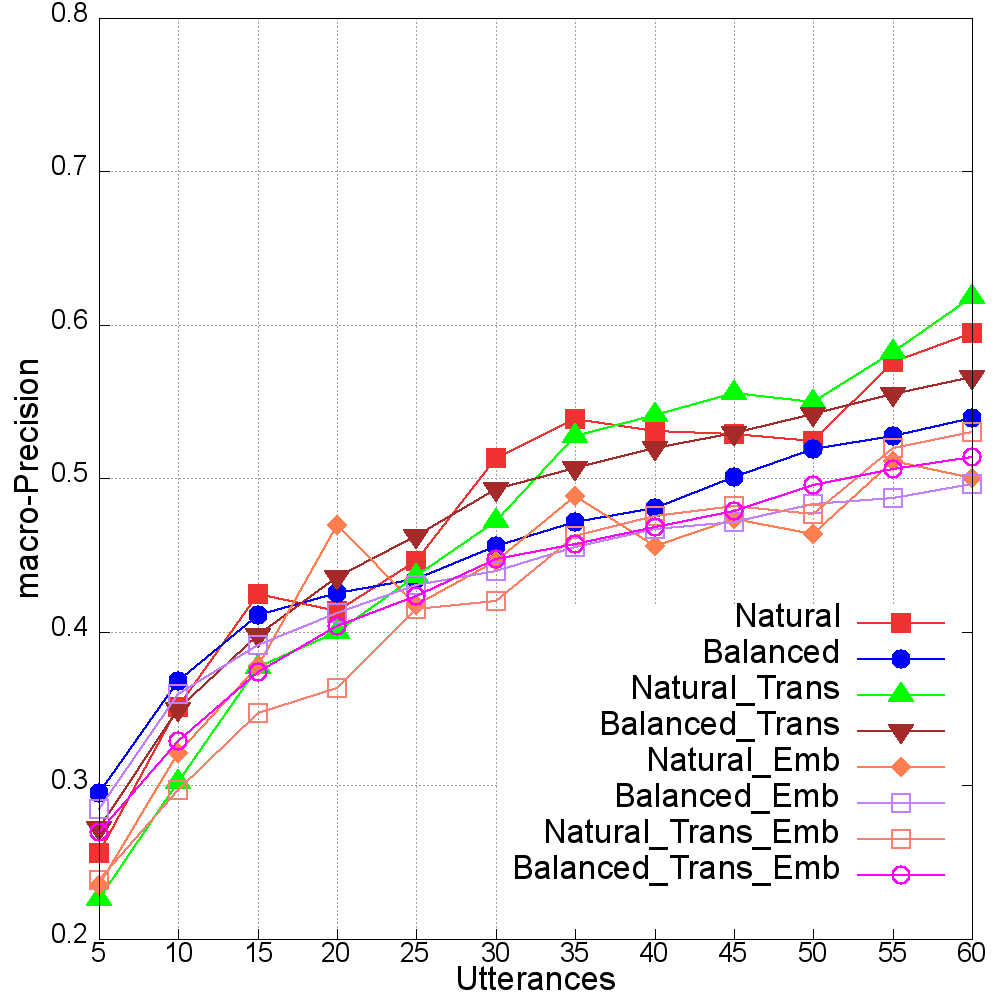 0.8
0.7
0.6
0.5
0.4
0.3
0.2
macro-Precision
5 10 15 20 25 30 35 40 45 50 55 60
Utterances
Natural
Balanced
Natural_Trans
Balanced_Trans
Natural_Emb
Balanced_Emb
Natural_Trans_Emb
Balanced_Trans_Emb